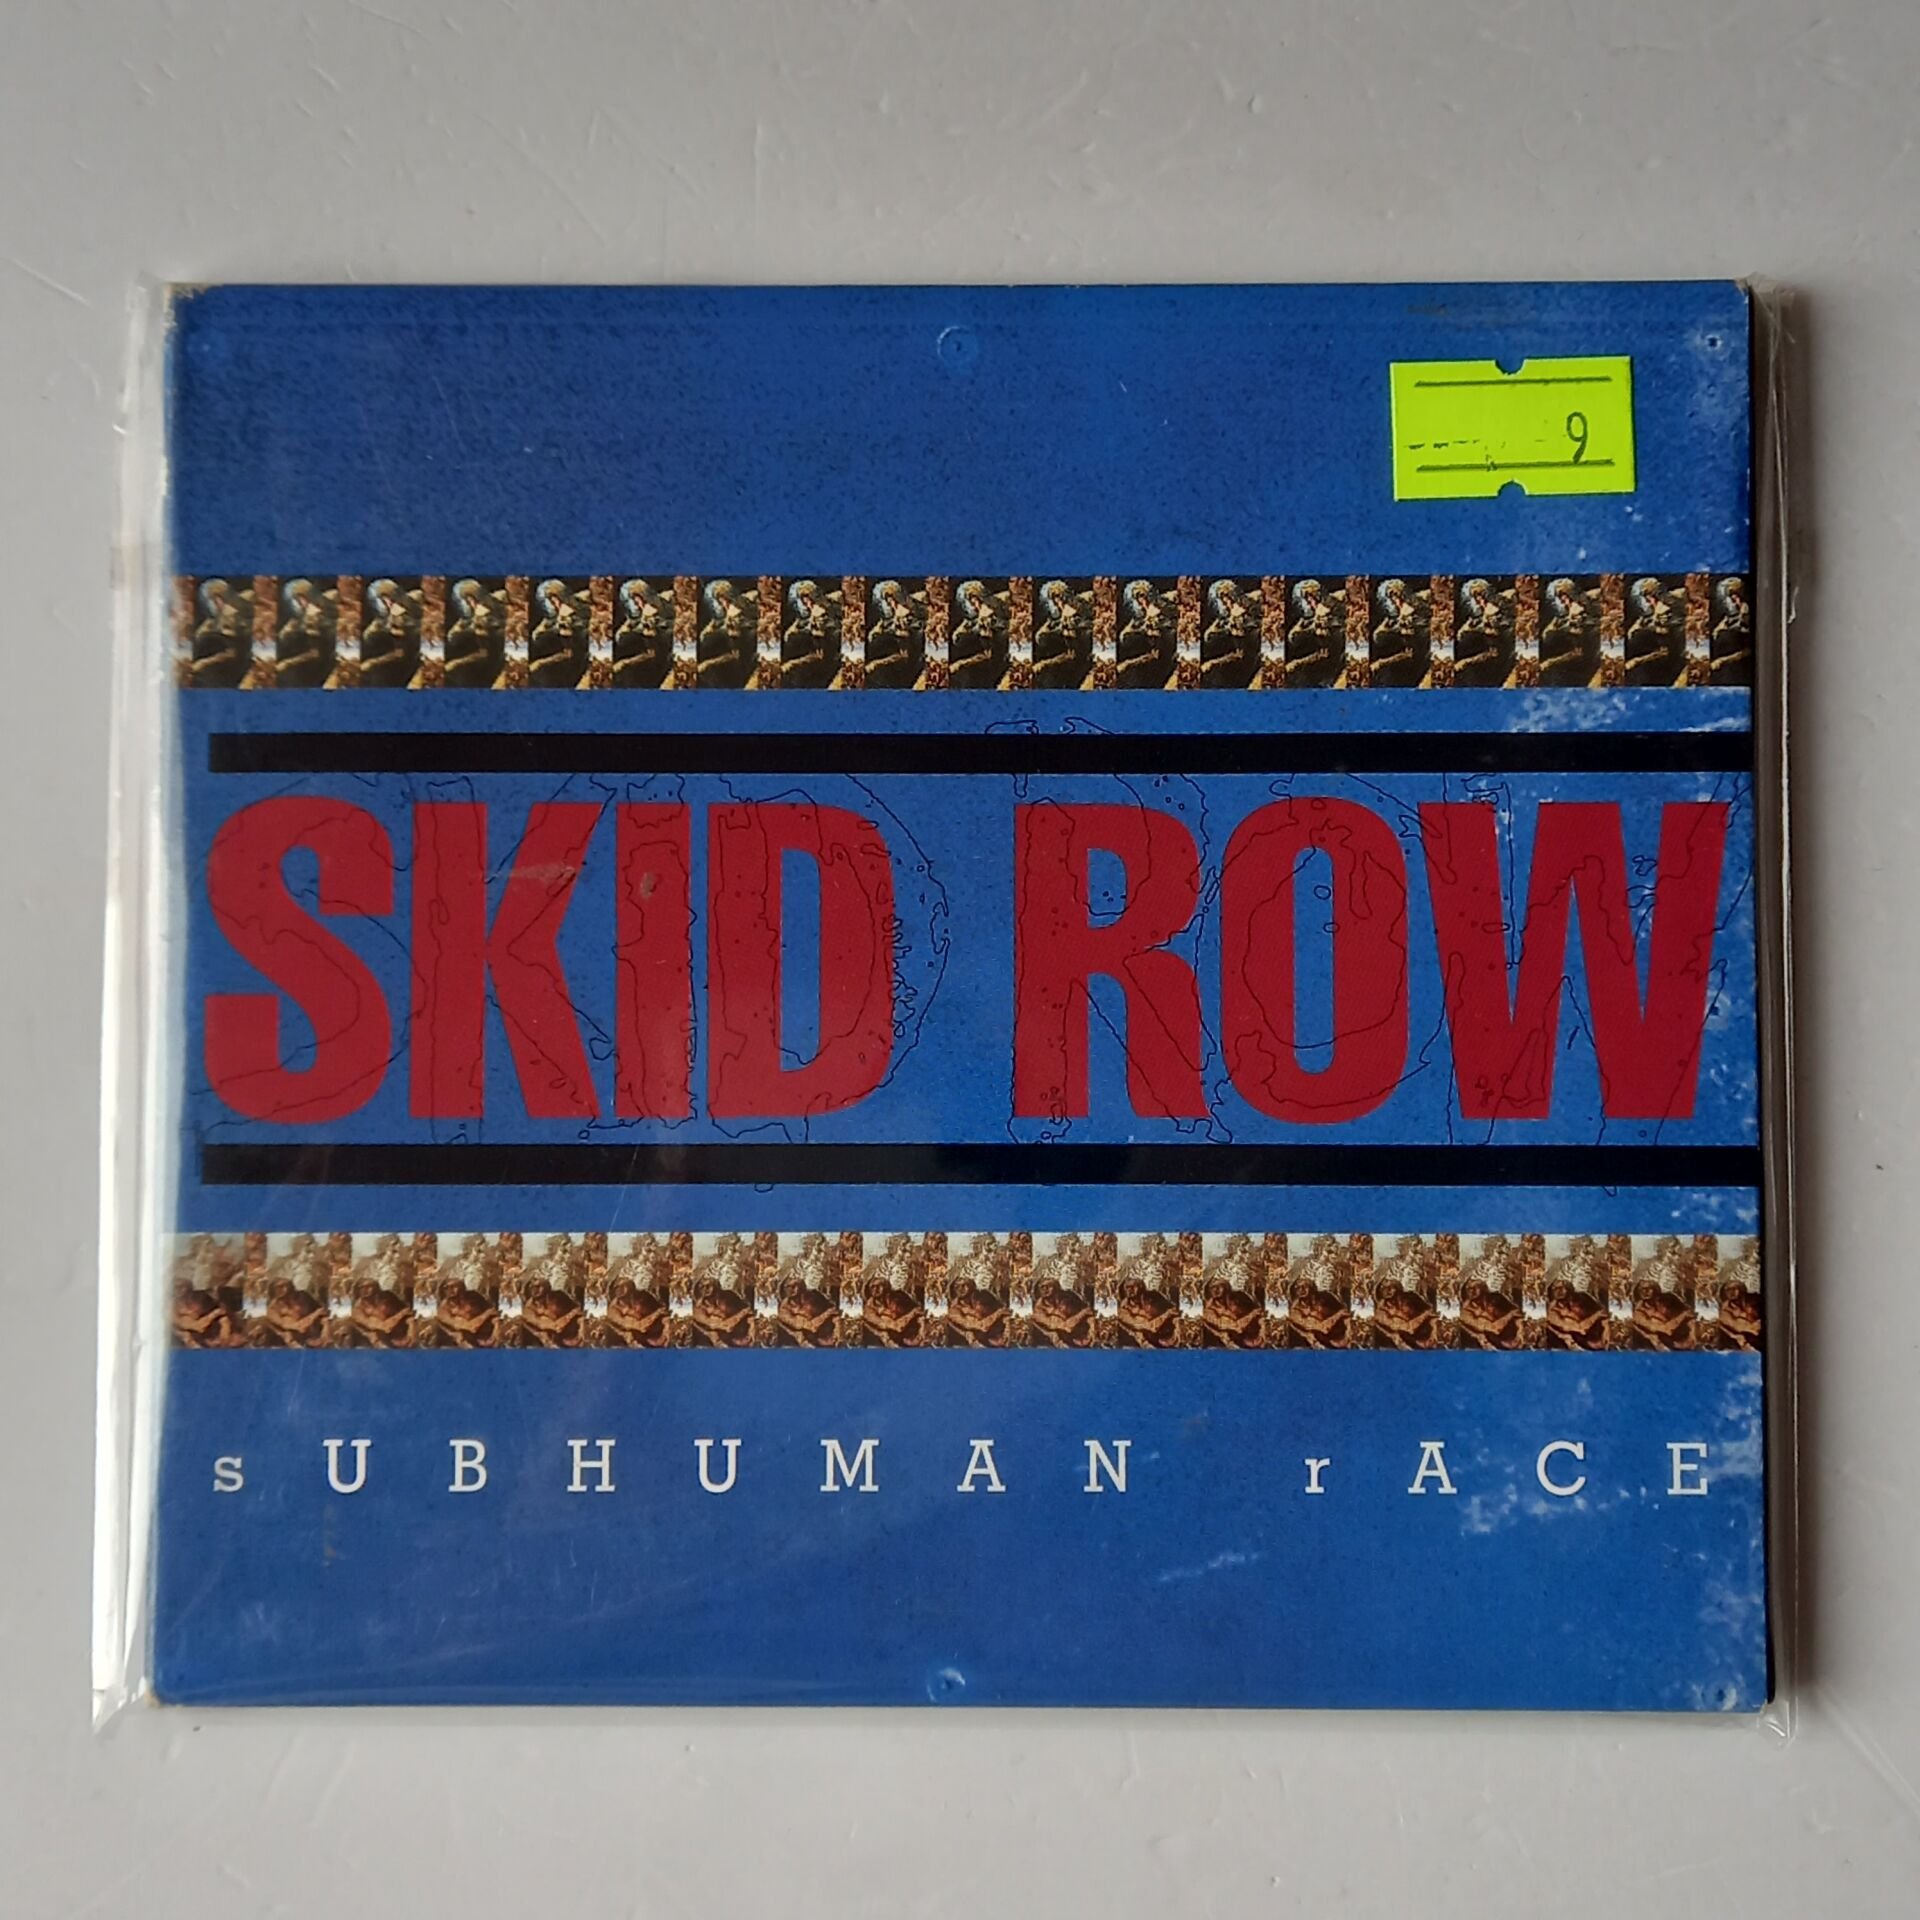 9
SKID ROW
sUBHUMAN rACE